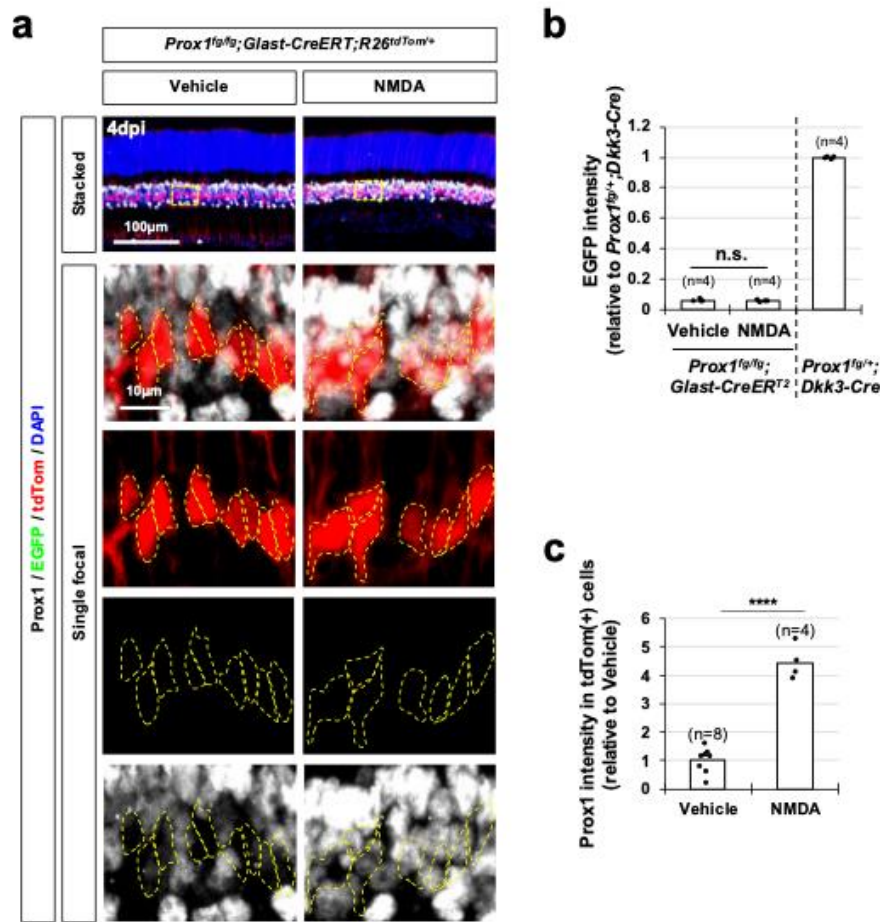 a
Prox1fg/fg;Glast-CreERT;R26tdTom/+
Vehicle
NMDA
Prox1 / EGFP / tdTom / DAPI
Stacked
4dpi
100µm
Single focal
10µm
b
EGFP intensity
(relative to Prox1fg/+;Dkk3-Cre)
1.2
1
0.8
0.6
0.4
0.2
0
(n=4)
n.s.
(n=4)
(n=4)
Vehicle NMDA
Prox1fg/fg;
Glast-CreERT2
Prox1fg/+;
Dkk3-Cre
c
Prox1 intensity in tdTom(+) cells
(relative to Vehicle)
6
5
4
3
2
1
0
****
(n=4)
(n=8)
Vehicle
NMDA